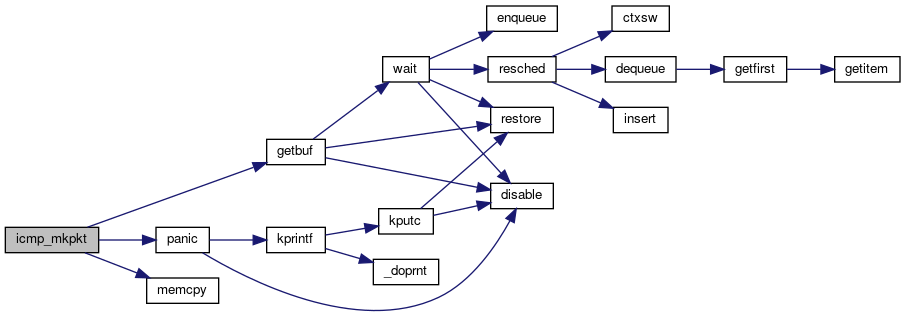 enqueue
ctxsw
wait
resched
dequeue
getfirst
getitem
restore
insert
getbuf
disable
kputc
icmp_mkpkt
panic
kprintf
_doprnt
memcpy